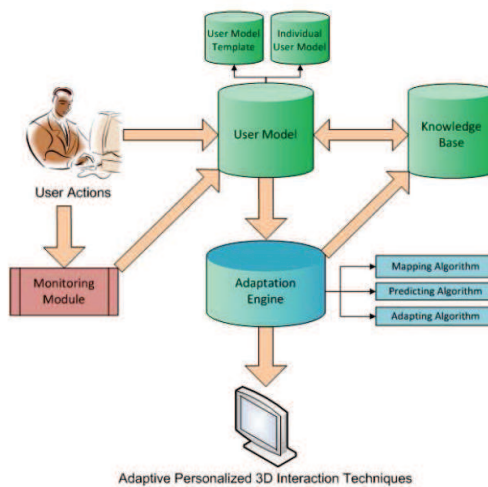 User Model
Template
Individual
User Model
User Model
Knowledge
Base
User Actions
Monitoring
Module
Adaptation
Engine
Mapping Algorithm
Predicting Algorithm
Adapting Algorithm
Adaptive Personalized 3D Interaction Techniques